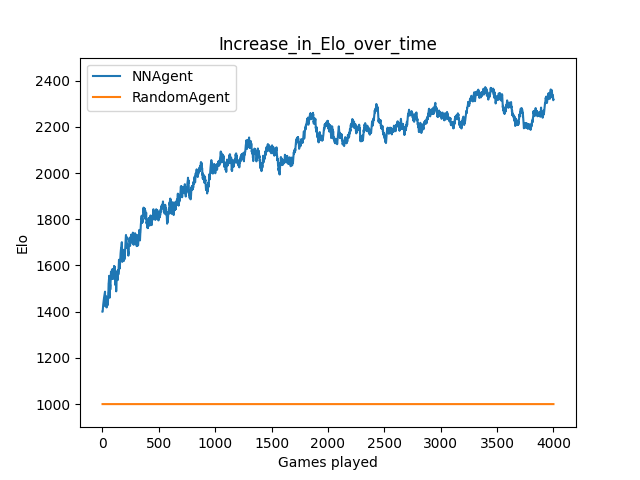 Increase_in_Elo_over_time
NNAgent
RandomAgent
2400
2200
2000
1800
1600
1400
1200
1000
Elo
0 500 1000 1500 2000 2500 3000 3500 4000
Games played